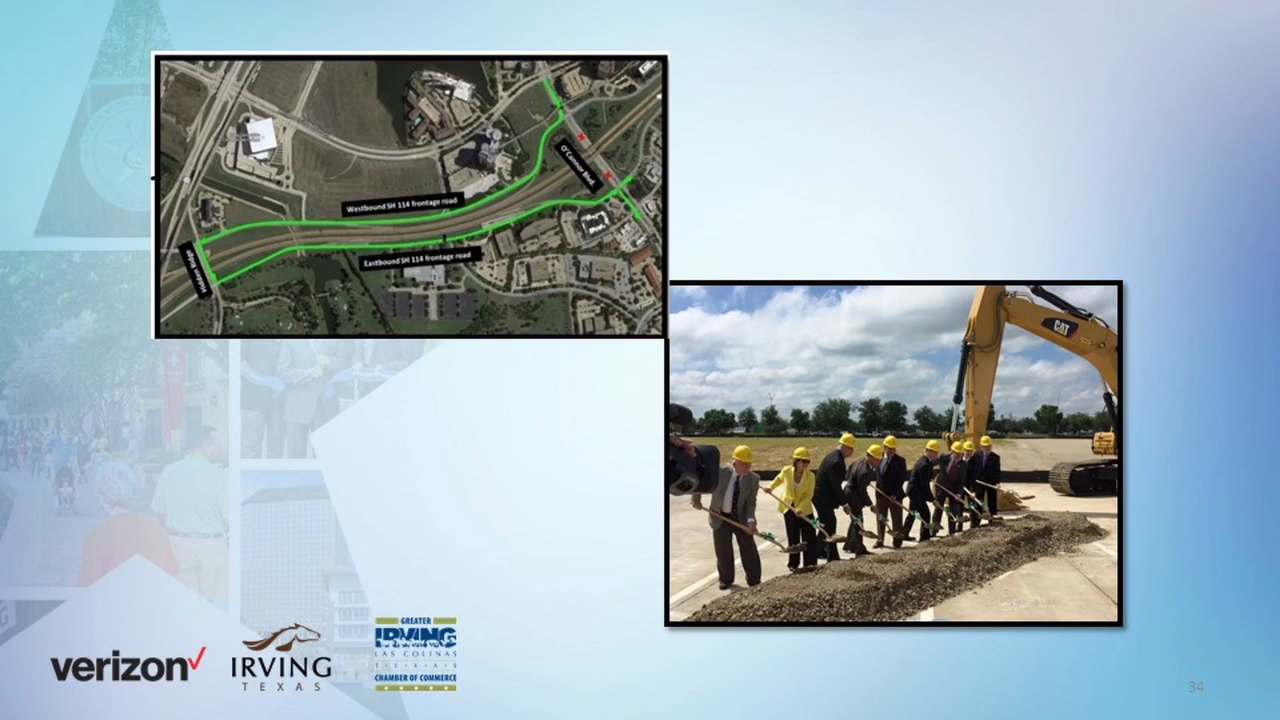 O'Connor Blvd.
Westbound SH 114 frontage road
Eastbound SH 114 frontage road
Hidden Ridge
CAT
verizon
IRVING
TEXAS
GREATER
IRVING
LAS COLINAS
TEXAS
CHAMBER OF COMMERCE
34